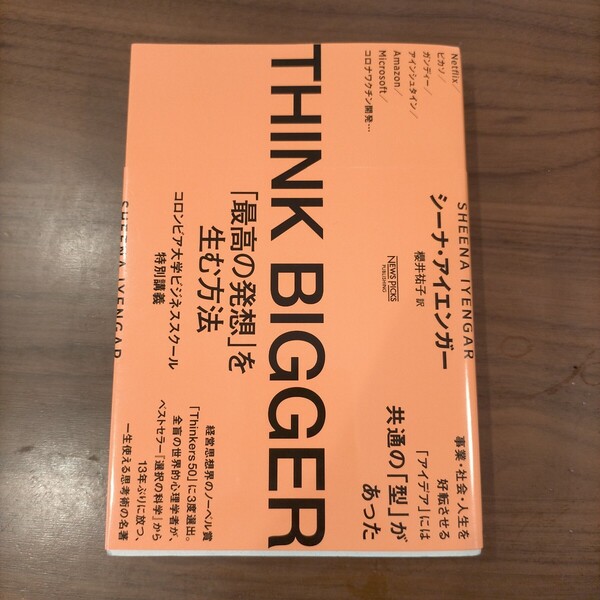 Netflix/
ピカソ/
ガンディー/
アインシュタイン/
Amazon/
Microsoft/
コロナワクチン開発…
THINK BIGGER
「最高の発想」を
生む方法
コロンビア大学ビジネススクール
特別講義
SHEENA IYENGAR
シーナ・アイエンガー
櫻井祐子 訳
NEWS PICKS
PUBLISHING
SHEENA IYENGAR
事業・社会・人生を
好転させる
「アイデア」には
共通の「型」が
あった
経営思想界のノーベル賞
「Thinkers50」に3度選出。
全盲の世界的心理学者が、
ベストセラー『選択の科学』から
13年ぶりに放つ、
一生使える思考術の名著